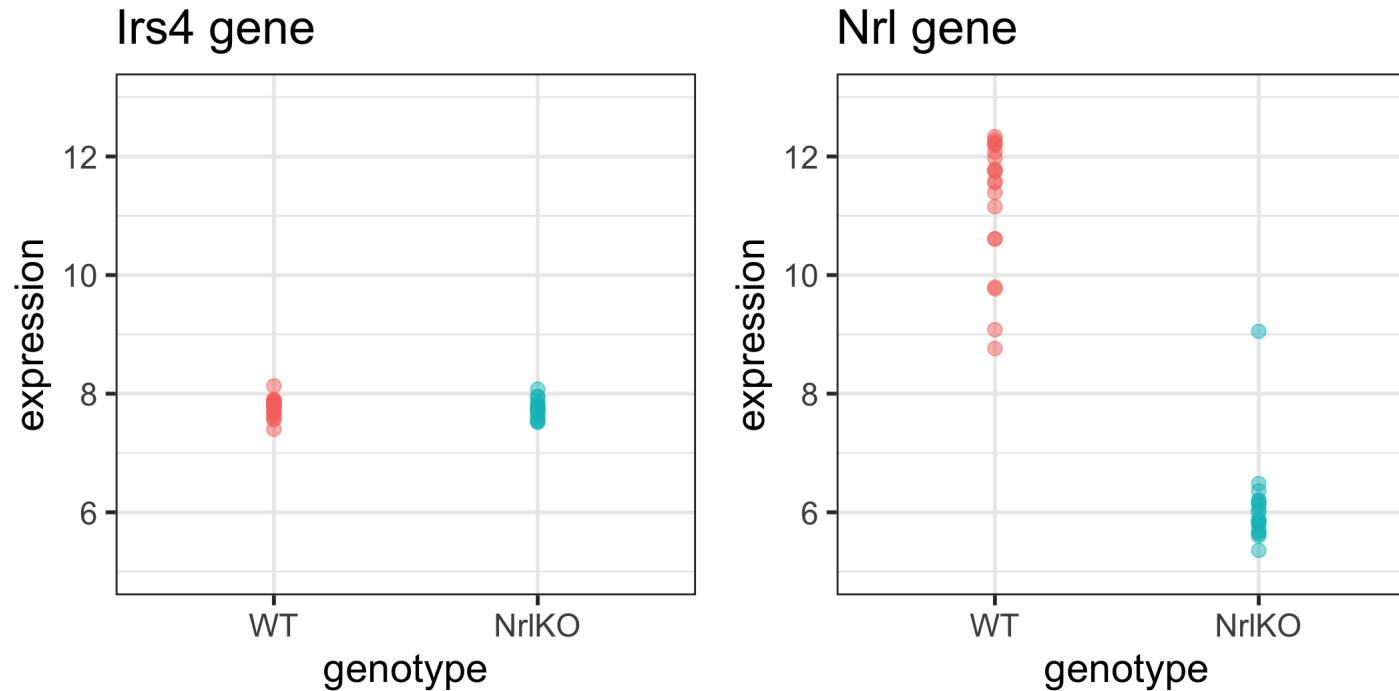 Irs4 gene
expression
12
10
8
6
WT NrlKO
genotype
Nrl gene
expression
12
10
8
6
WT NrlKO
genotype